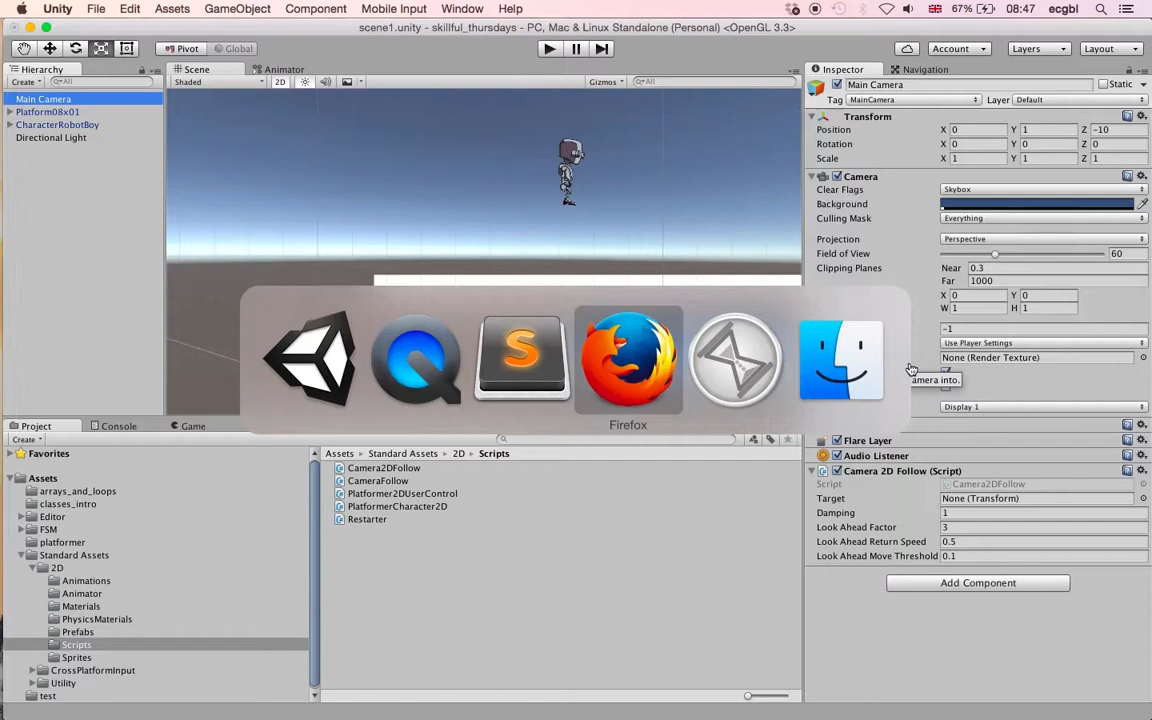 Unity File Edit Assets GameObject Component Mobile Input Window Help 67% 08:47 ecgbl
scene1.unity - skillful_thursdays - PC, Mac & Linux Standalone (Personal) <OpenGL 3.3>
Pivot Global Account Layers Layout
Hierarchy Scene Animator Inspector Navigation
Create All Shaded 2D Gizmos All Main Camera Static
Tag MainCamera Layer Default
Main Camera
Platform08x01
CharacterRobotBoy
Directional Light
Transform
Position X 0 Y 1 Z -10
Rotation X 0 Y 0 Z 0
Scale X 1 Y 1 Z 1
Camera
Clear Flags Skybox
Background
Culling Mask Everything
Projection Perspective
Field of View 60
Clipping Planes Near 0.3
Far 1000
X 0 Y 0
W 1 H 1
-1
Use Player Settings
None (Render Texture)
amera into.
Display 1
S
Firefox
Flare Layer
Audio Listener
Camera 2D Follow (Script)
Script Camera2DFollow
Target None (Transform)
Damping 1
Look Ahead Factor 3
Look Ahead Return Speed 0.5
Look Ahead Move Threshold 0.1
Add Component
Project Console Game
Create
Favorites
Assets
arrays_and_loops
classes_intro
Editor
FSM
platformer
Standard Assets
2D
Animations
Animator
Materials
PhysicsMaterials
Prefabs
Scripts
Sprites
CrossPlatformInput
Utility
test
Assets Standard Assets 2D Scripts
Camera2DFollow
CameraFollow
Platformer2DUserControl
PlatformerCharacter2D
Restarter